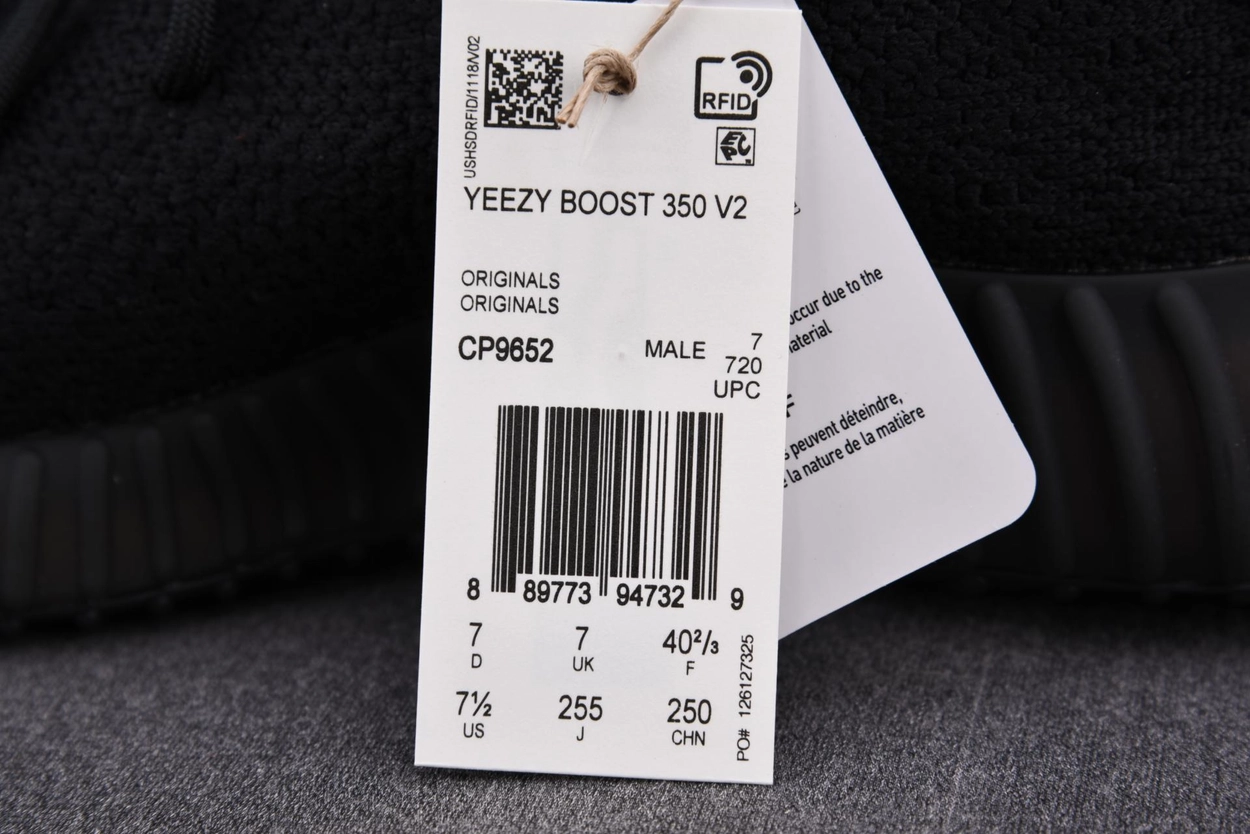 USHSDRFID/1118/V02
RFID
EPC
YEEZY BOOST 350 V2
ORIGINALS
ORIGINALS
CP9652
MALE 7
720
UPC
8 89773 94732 9
7 7 40²/₃
D UK F
7½ 255 250
US J CHN
PO# 126127325
occur due to the
material
peuvent déteindre,
la nature de la matière